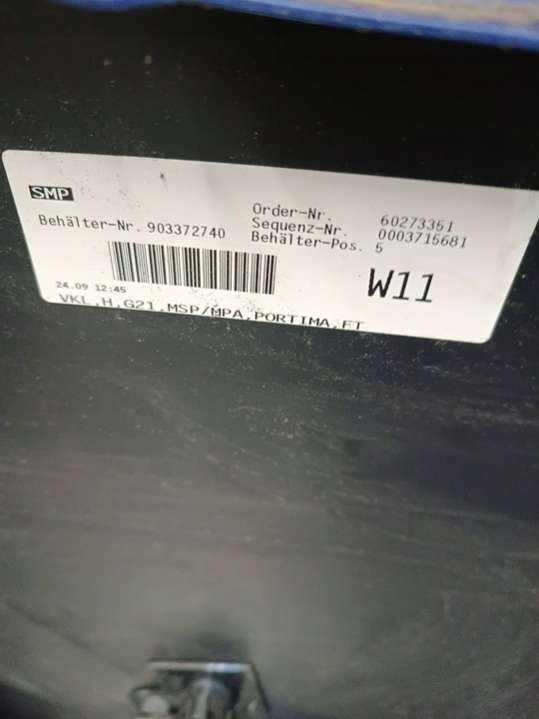 SMP
Order-Nr. 60273351
Behälter-Nr. 903372740 Sequenz-Nr. 0003715681
Behälter-Pos. 5
W11
24.09 12:45
VKL,H,G21,MSP/MPA,PORTIMA,FT